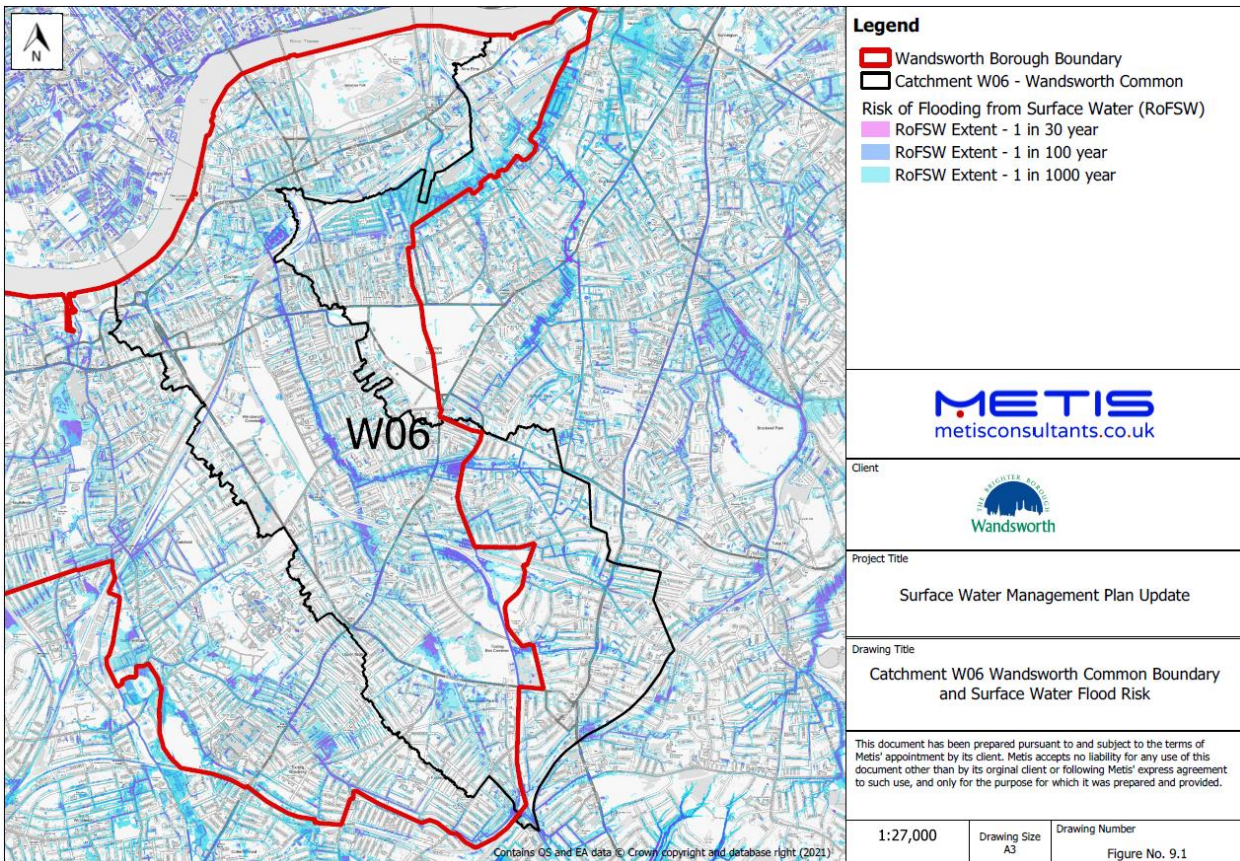 N
River Thames
W06
Contains OS and EA data © Crown copyright and database right (2021)
Legend
Wandsworth Borough Boundary
Catchment W06 - Wandsworth Common
Risk of Flooding from Surface Water (RoFSW)
RoFSW Extent - 1 in 30 year
RoFSW Extent - 1 in 100 year
RoFSW Extent - 1 in 1000 year
METIS
metisconsultants.co.uk
Client
THE BRIGHTER BOROUGH
Wandsworth
Project Title
Surface Water Management Plan Update
Drawing Title
Catchment W06 Wandsworth Common Boundary
and Surface Water Flood Risk
This document has been prepared pursuant to and subject to the terms of
Metis' appointment by its client. Metis accepts no liability for any use of this
document other than by its orginal client or following Metis' express agreement
to such use, and only for the purpose for which it was prepared and provided.
1:27,000
Drawing Size
A3
Drawing Number
Figure No. 9.1